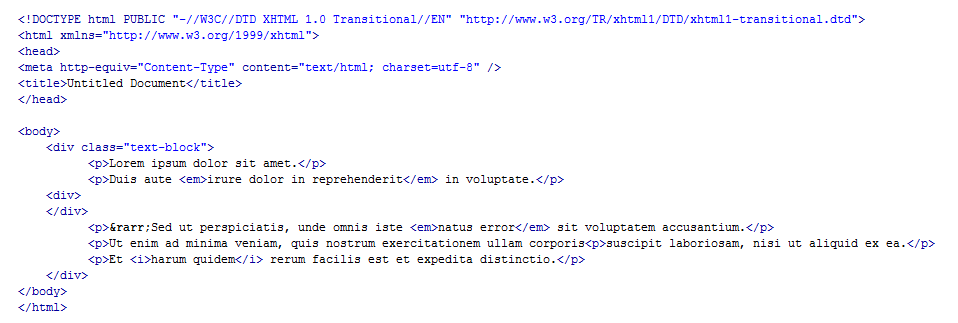 <!DOCTYPE html PUBLIC "-//W3C//DTD XHTML 1.0 Transitional//EN" "http://www.w3.org/TR/xhtml1/DTD/xhtml1-transitional.dtd">
<html xmlns="http://www.w3.org/1999/xhtml">
<head>
<meta http-equiv="Content-Type" content="text/html; charset=utf-8" />
<title>Untitled Document</title>
</head>

<body>
    <div class="text-block">
          <p>Lorem ipsum dolor sit amet.</p>
          <p>Duis aute <em>irure dolor in reprehenderit</em> in voluptate.</p>
    <div>
    </div>
          <p>&rarr;Sed ut perspiciatis, unde omnis iste <em>natus error</em> sit voluptatem accusantium.</p>
          <p>Ut enim ad minima veniam, quis nostrum exercitationem ullam corporis<p>suscipit laboriosam, nisi ut aliquid ex ea.</p>
          <p>Et <i>harum quidem</i> rerum facilis est et expedita distinctio.</p>
    </div>
</body>
</html>